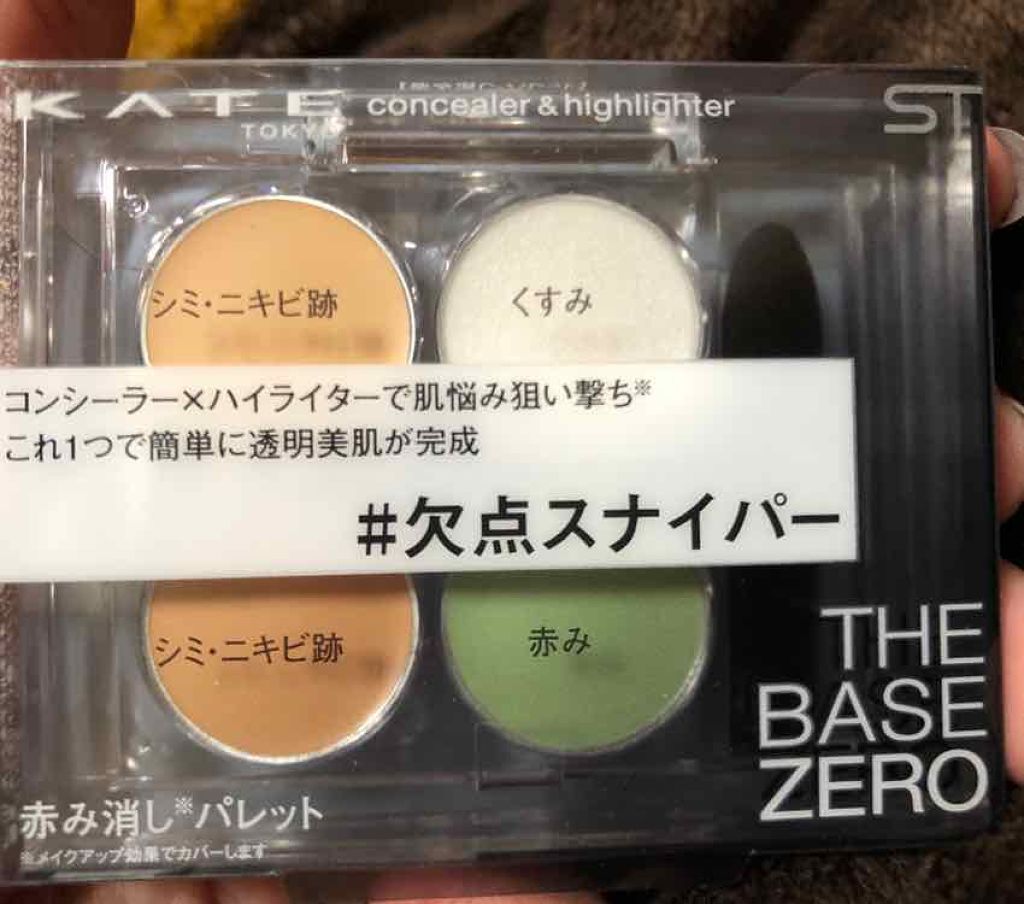 KATE
TOKYO
concealer & highlighter
ST
シミ・ニキビ跡
くすみ
コンシーラー×ハイライターで肌悩み狙い撃ち※
これ1つで簡単に透明美肌が完成
#欠点スナイパー
シミ・ニキビ跡
赤み
THE
BASE
ZERO
赤み消し※パレット
※メイクアップ効果でカバーします